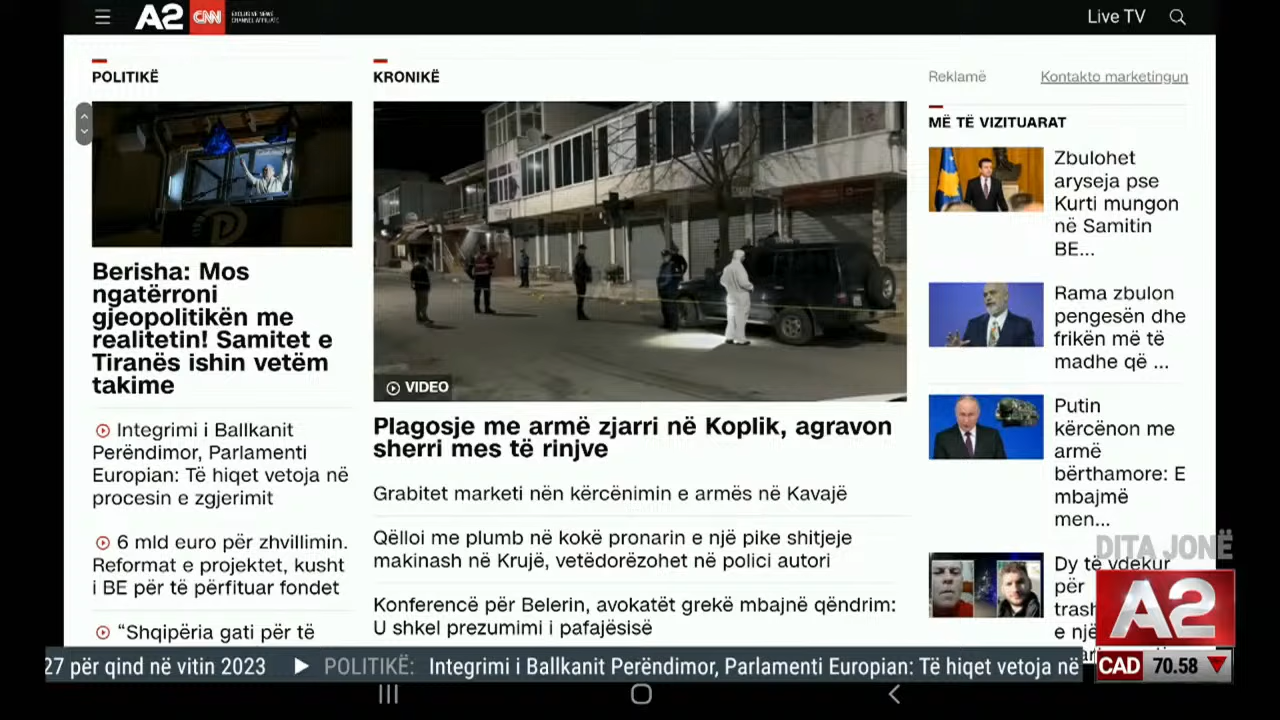 A2 CNN EXCLUSIVE NEWS
CHANNEL AFFILIATE
Live TV
POLITIKË
Berisha: Mos
ngatërroni
gjeopolitikën me
realitetin! Samitet e
Tiranës ishin vetëm
takime
Integrimi i Ballkanit
Perëndimor, Parlamenti
Europian: Të hiqet vetoja në
procesin e zgjerimit
6 mld euro për zhvillimin.
Reformat e projektet, kusht
i BE për të përfituar fondet
“Shqipëria gati për të
KRONIKË
VIDEO
Plagosje me armë zjarri në Koplik, agravon
sherri mes të rinjve
Grabitet marketi nën kërcënimin e armës në Kavajë
Qëlloi me plumb në kokë pronarin e një pike shitjeje
makinash në Krujë, vetëdorëzohet në polici autori
Konferencë për Belerin, avokatët grekë mbajnë qëndrim:
U shkel prezumimi i pafajësisë
Reklamë
Kontakto marketingun
MË TË VIZITUARAT
Zbulohet
aryseja pse
Kurti mungon
në Samitin
BE...
Rama zbulon
pengesën dhe
frikën më të
madhe që ...
Putin
kërcënon me
armë
bërthamore: E
mbajmë
men...
Dy të vdekur
për
trash
e një
DITA JONË
A2
27 për qind në vitin 2023 POLITIKË: Integrimi i Ballkanit Perëndimor, Parlamenti Europian: Të hiqet vetoja në
CAD 70.58